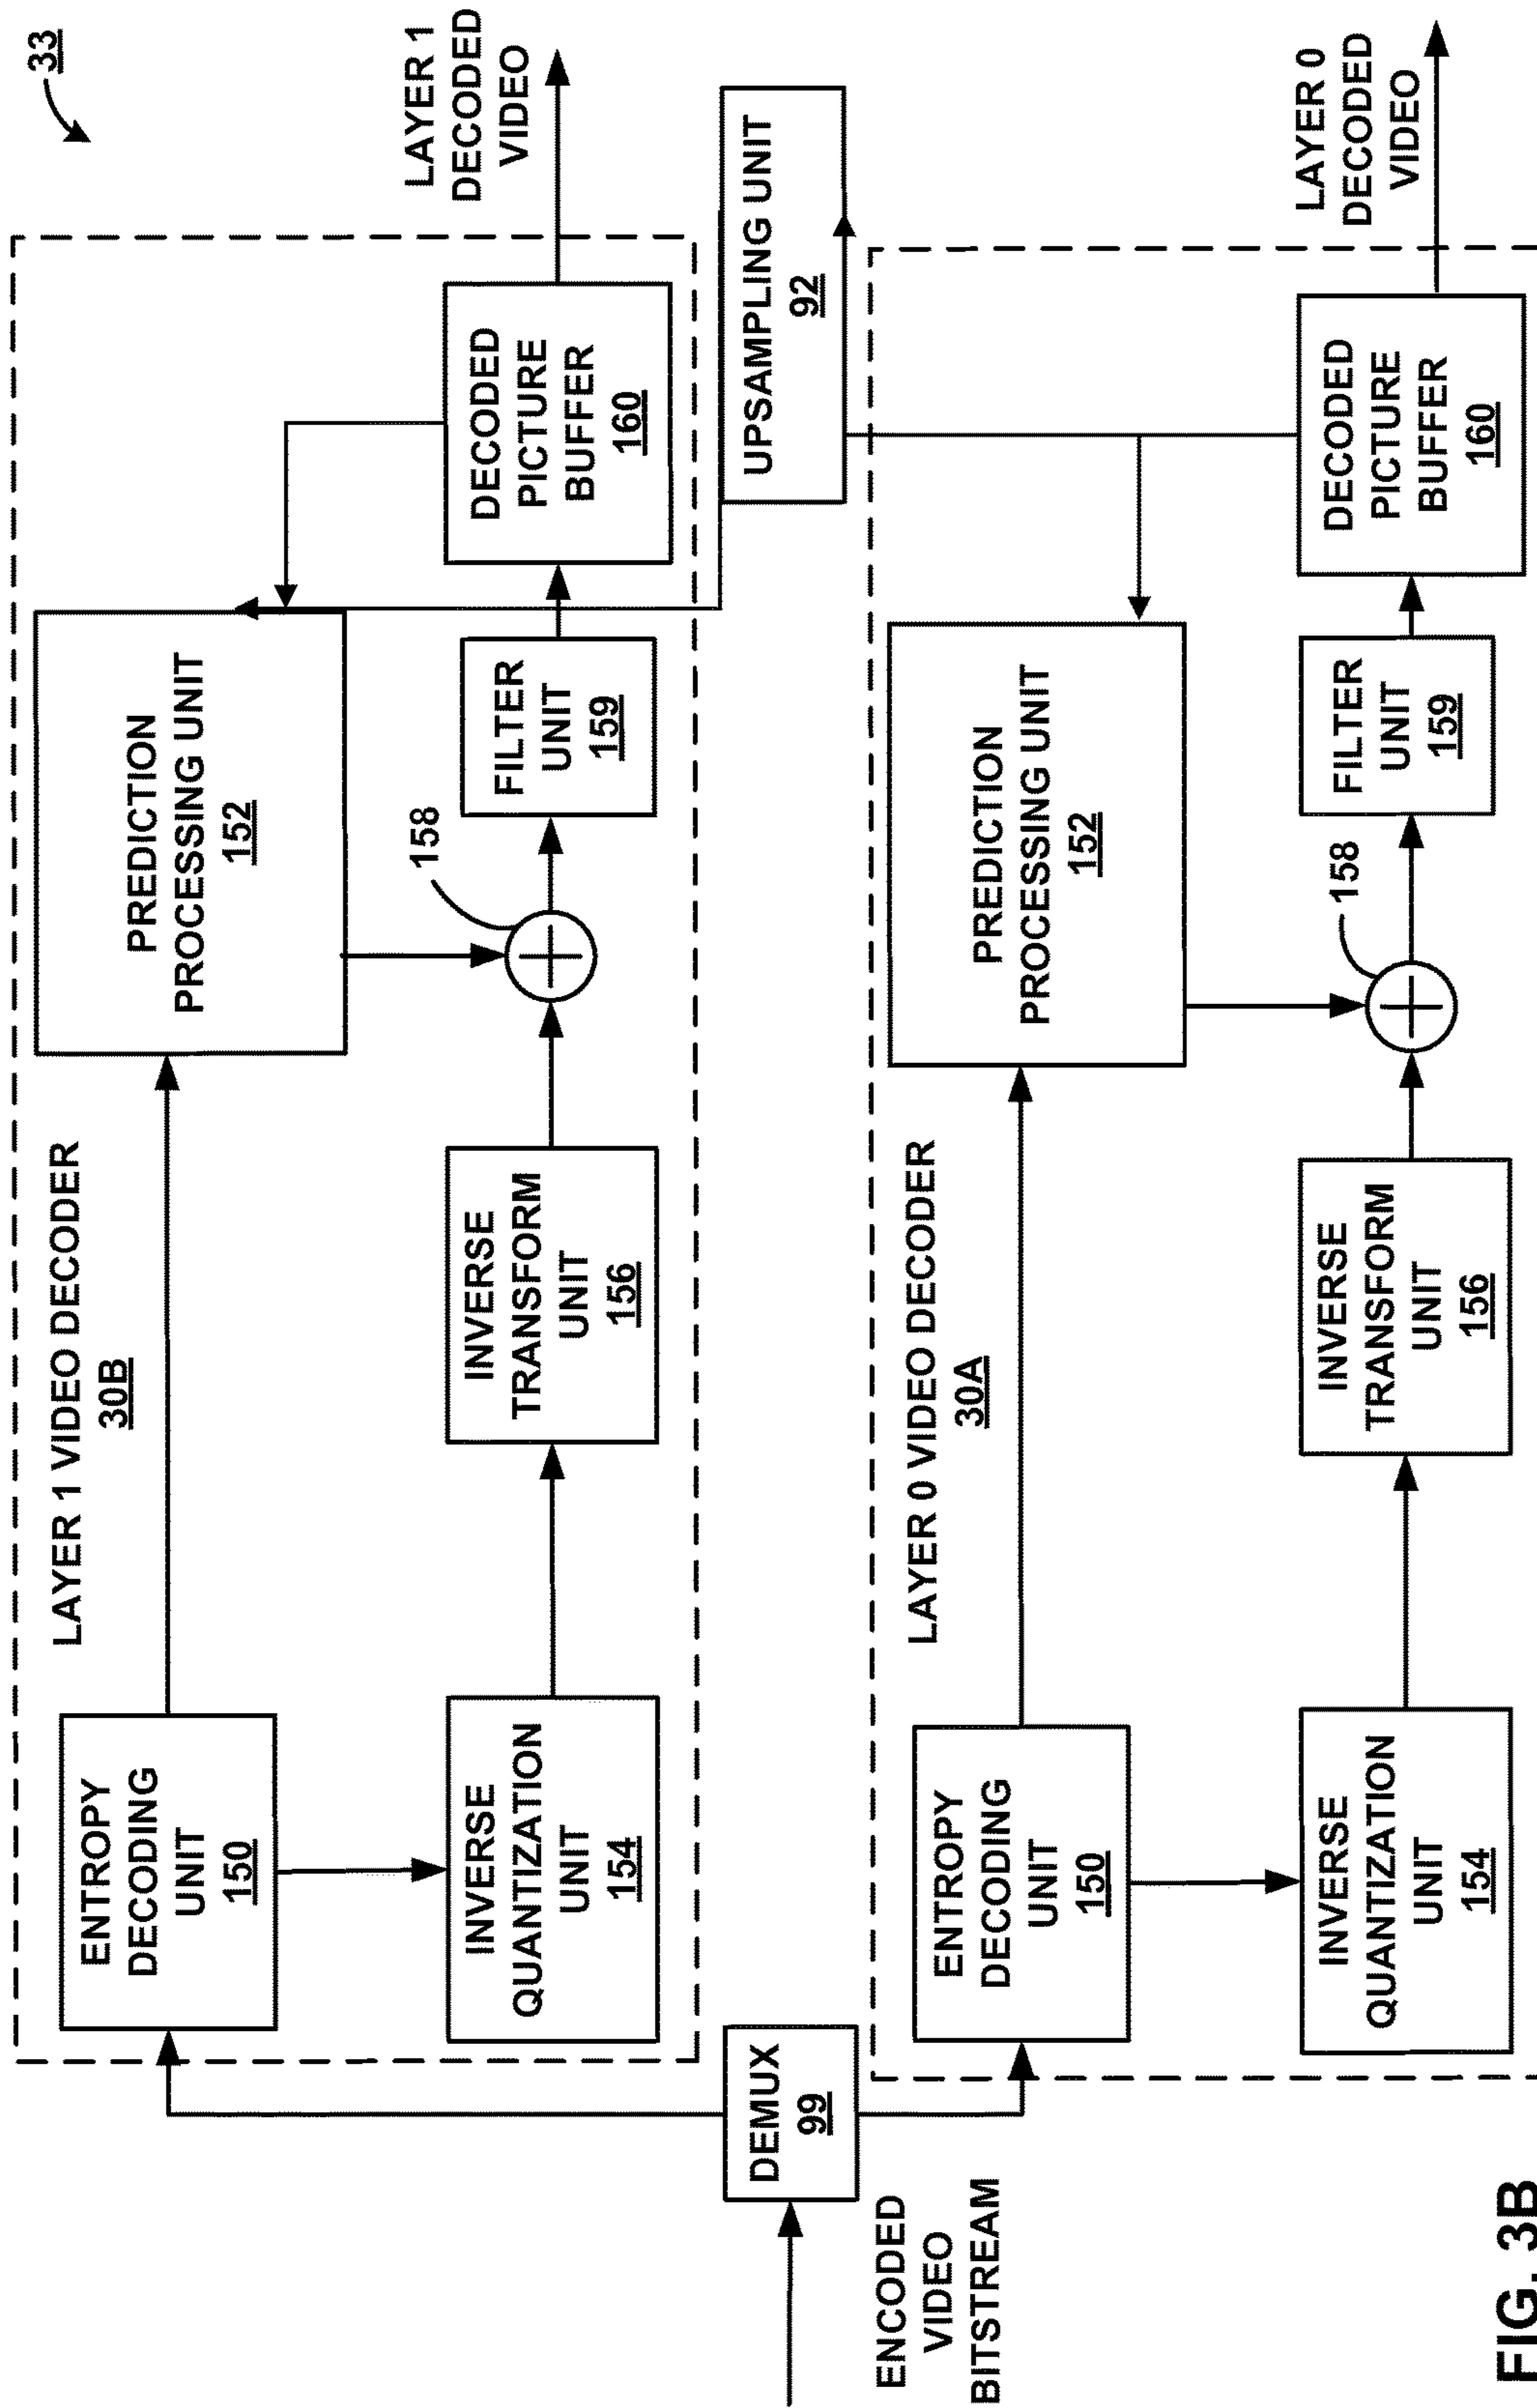 33
LAYER 1 VIDEO DECODER
30B
ENTROPY
DECODING
UNIT
150
PREDICTION
PROCESSING UNIT
152
INVERSE
QUANTIZATION
UNIT
154
INVERSE
TRANSFORM
UNIT
156
158
FILTER
UNIT
159
DECODED
PICTURE
BUFFER
160
LAYER 1
DECODED
VIDEO
DEMUX
99
UPSAMPLING UNIT
92
ENCODED
VIDEO
BITSTREAM
LAYER 0 VIDEO DECODER
30A
ENTROPY
DECODING
UNIT
150
PREDICTION
PROCESSING UNIT
152
INVERSE
QUANTIZATION
UNIT
154
INVERSE
TRANSFORM
UNIT
156
158
FILTER
UNIT
159
DECODED
PICTURE
BUFFER
160
LAYER 0
DECODED
VIDEO
FIG. 3B